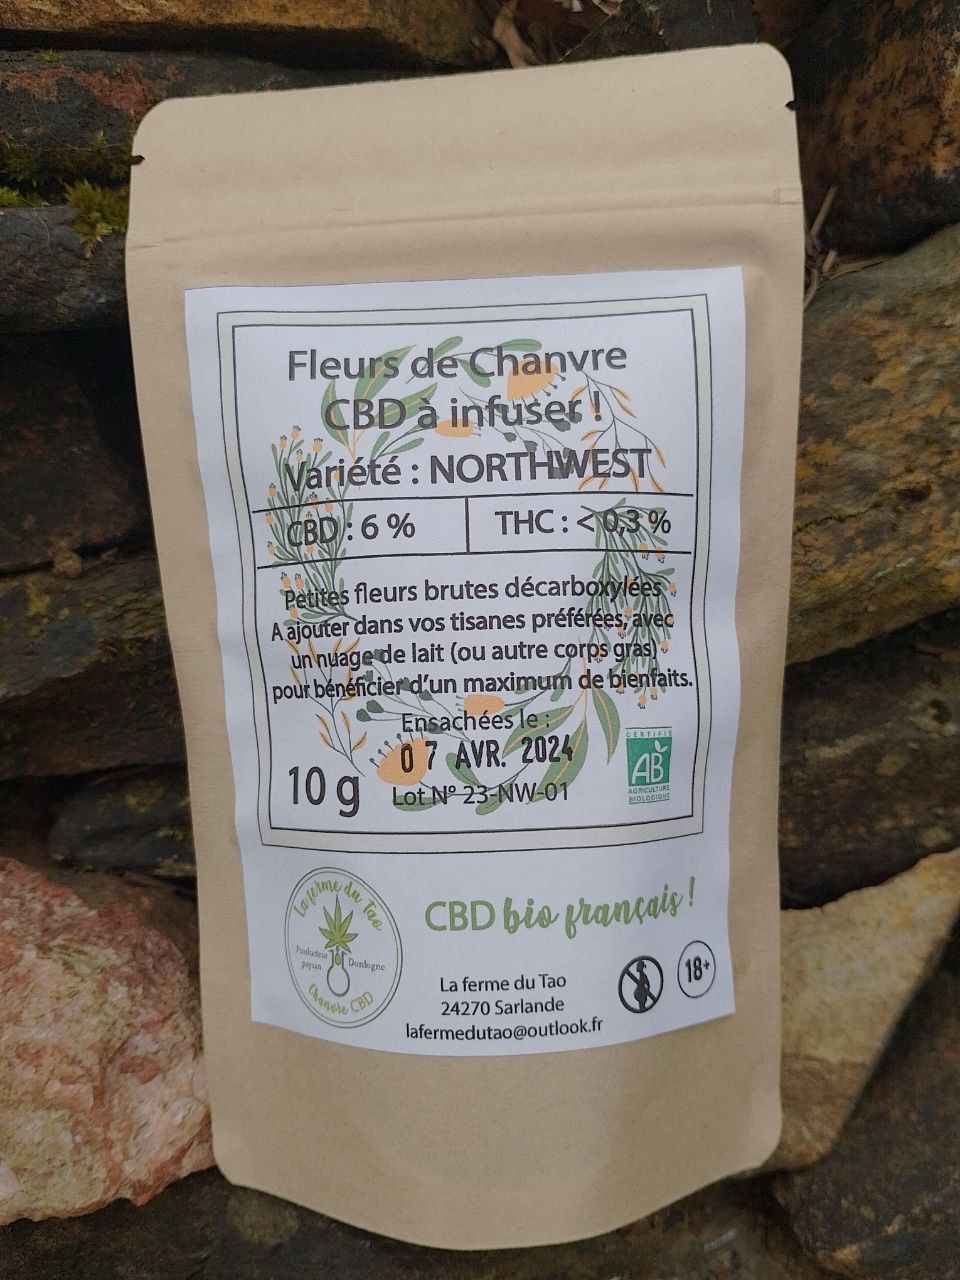 Fleurs de Chanvre
CBD à infuser !
Variété : NORTHWEST
CBD : 6 %
THC : < 0,3 %
Petites fleurs brutes décarboxylées
A ajouter dans vos tisanes préférées, avec
un nuage de lait (ou autre corps gras)
pour bénéficier d'un maximum de bienfaits.
Ensachées le :
0 7 AVR. 2024
10 g
Lot Nº 23-NW-01
CERTIFIÉ
AB
AGRICULTURE
BIOLOGIQUE
La ferme du Tao
Producteur
paysan
Dordogne
Chanvre CBD
CBD bio français !
La ferme du Tao
24270 Sarlande
lafermedutao@outlook.fr
18+